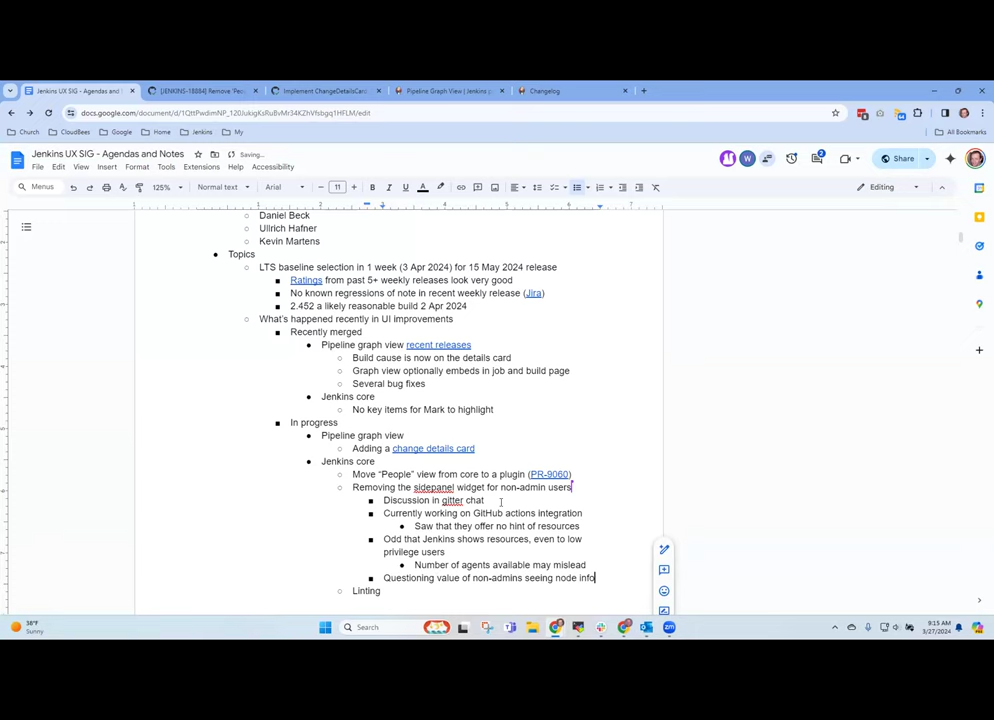 Jenkins UX SIG - Agendas and Notes
[JENKINS-18884] Remove 'Peo
Implement ChangeDetailsCard
Pipeline Graph View | Jenkins p
Changelog
Church
CloudBees
Google
Home
Jenkins
My
All Bookmarks
Jenkins UX SIG - Agendas and Notes
Saving...
File Edit View Insert Format Tools Extensions Help Accessibility
W
Share
Menus
125%
Normal text
Arial
11
Editing
Daniel Beck
Ullrich Hafner
Kevin Martens
Topics
LTS baseline selection in 1 week (3 Apr 2024) for 15 May 2024 release
Ratings from past 5+ weekly releases look very good
No known regressions of note in recent weekly release (Jira)
2.452 a likely reasonable build 2 Apr 2024
What's happened recently in UI improvements
Recently merged
Pipeline graph view recent releases
Build cause is now on the details card
Graph view optionally embeds in job and build page
Several bug fixes
Jenkins core
No key items for Mark to highlight
In progress
Pipeline graph view
Adding a change details card
Jenkins core
Move “People” view from core to a plugin (PR-9060)
Removing the sidepanel widget for non-admin users
Discussion in gitter chat
Currently working on GitHub actions integration
Saw that they offer no hint of resources
Odd that Jenkins shows resources, even to low
privilege users
Number of agents available may mislead
Questioning value of non-admins seeing node info
Linting
38°F
Sunny
Search
9:15 AM
3/27/2024